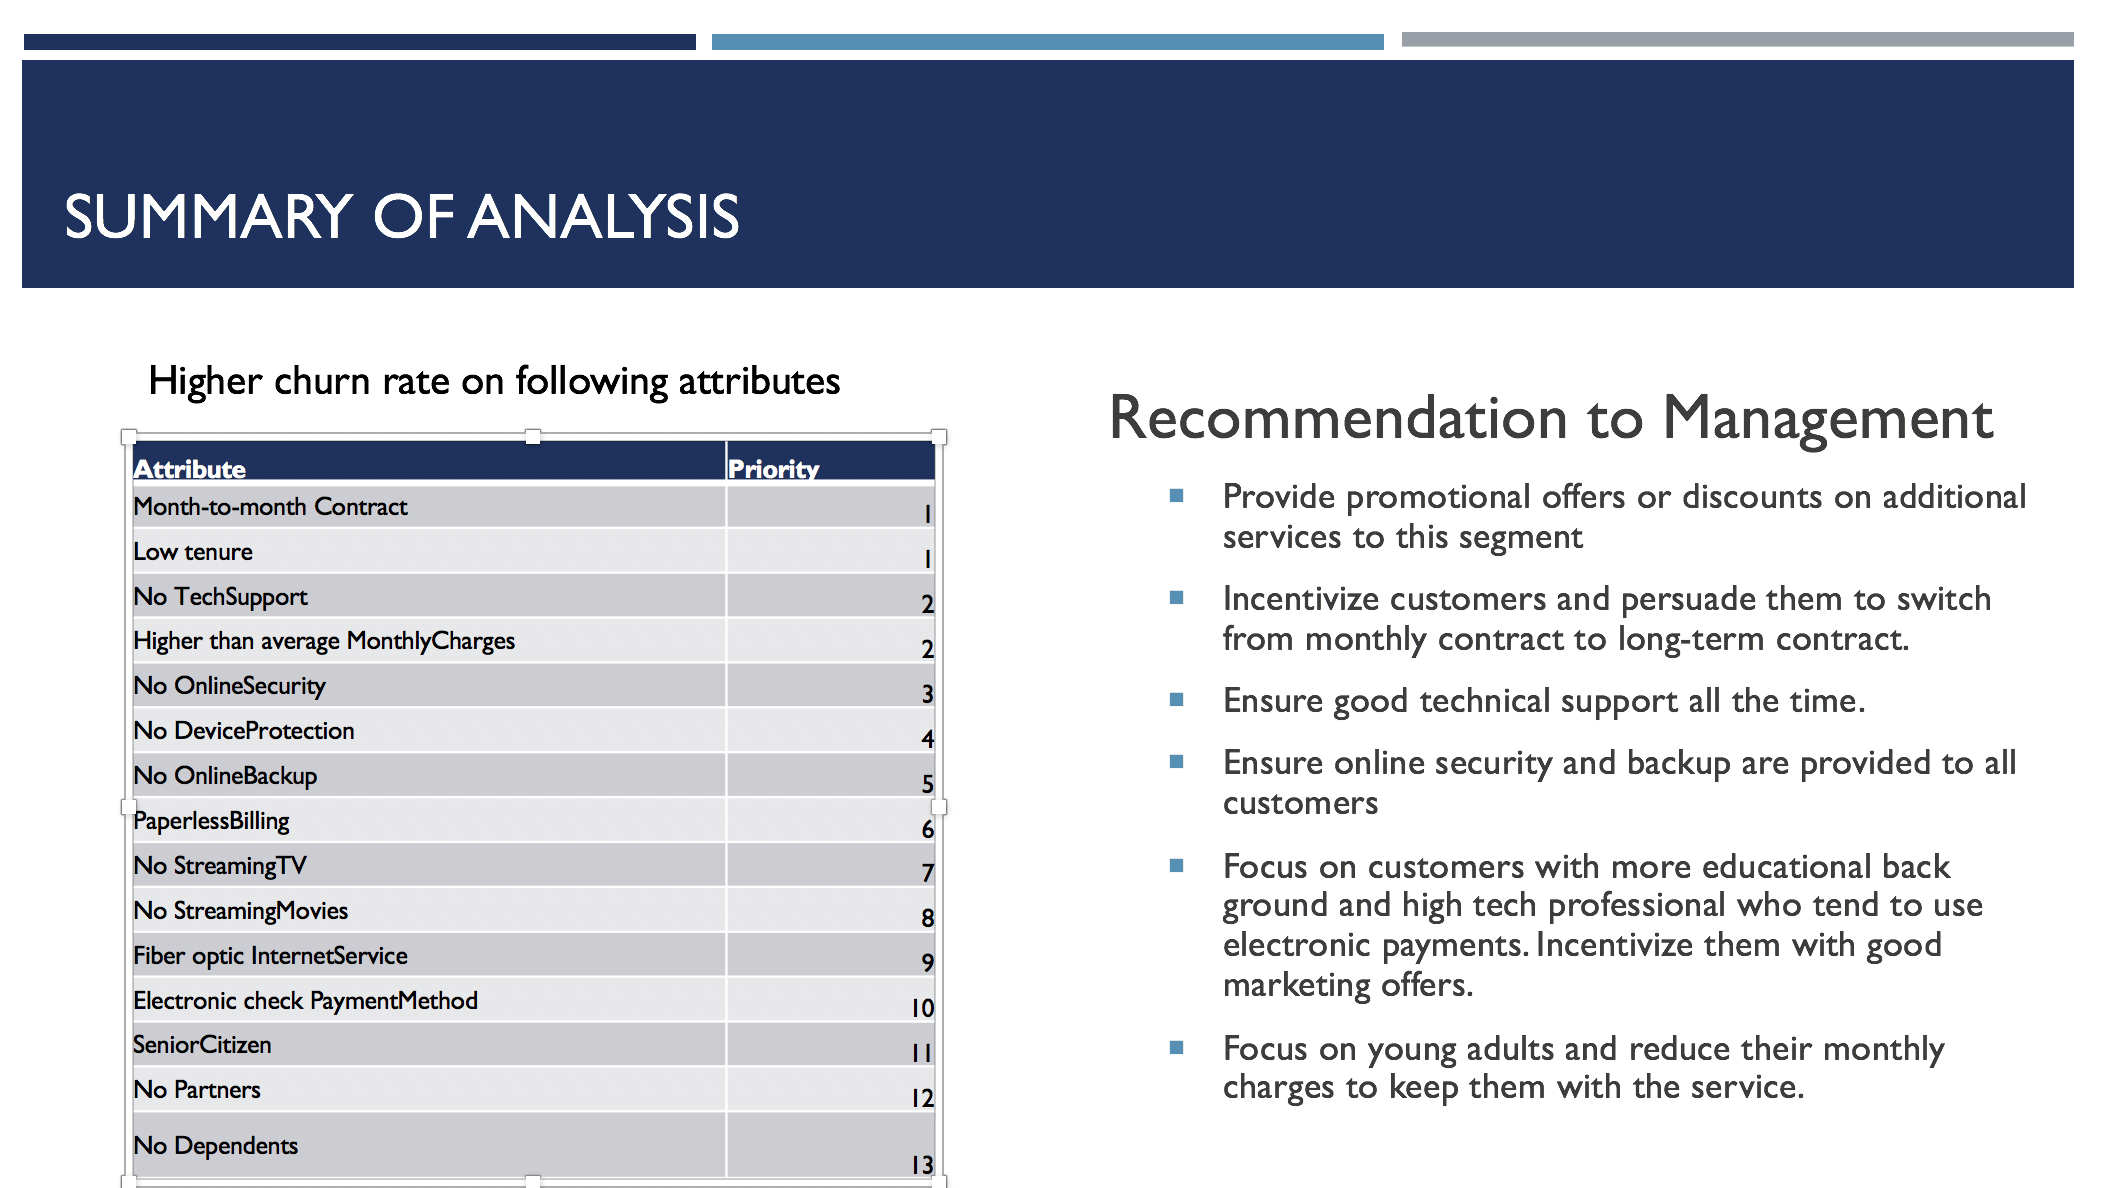 SUMMARY OF ANALYSIS
Higher churn rate on following attributes
Attribute Priority
Month-to-month Contract 1
Low tenure 1
No TechSupport 2
Higher than average MonthlyCharges 2
No OnlineSecurity 3
No DeviceProtection 4
No OnlineBackup 5
PaperlessBilling 6
No StreamingTV 7
No StreamingMovies 8
Fiber optic InternetService 9
Electronic check PaymentMethod 10
SeniorCitizen 11
No Partners 12
No Dependents 13
Recommendation to Management
Provide promotional offers or discounts on additional
services to this segment
Incentivize customers and persuade them to switch
from monthly contract to long-term contract.
Ensure good technical support all the time.
Ensure online security and backup are provided to all
customers
Focus on customers with more educational back
ground and high tech professional who tend to use
electronic payments. Incentivize them with good
marketing offers.
Focus on young adults and reduce their monthly
charges to keep them with the service.